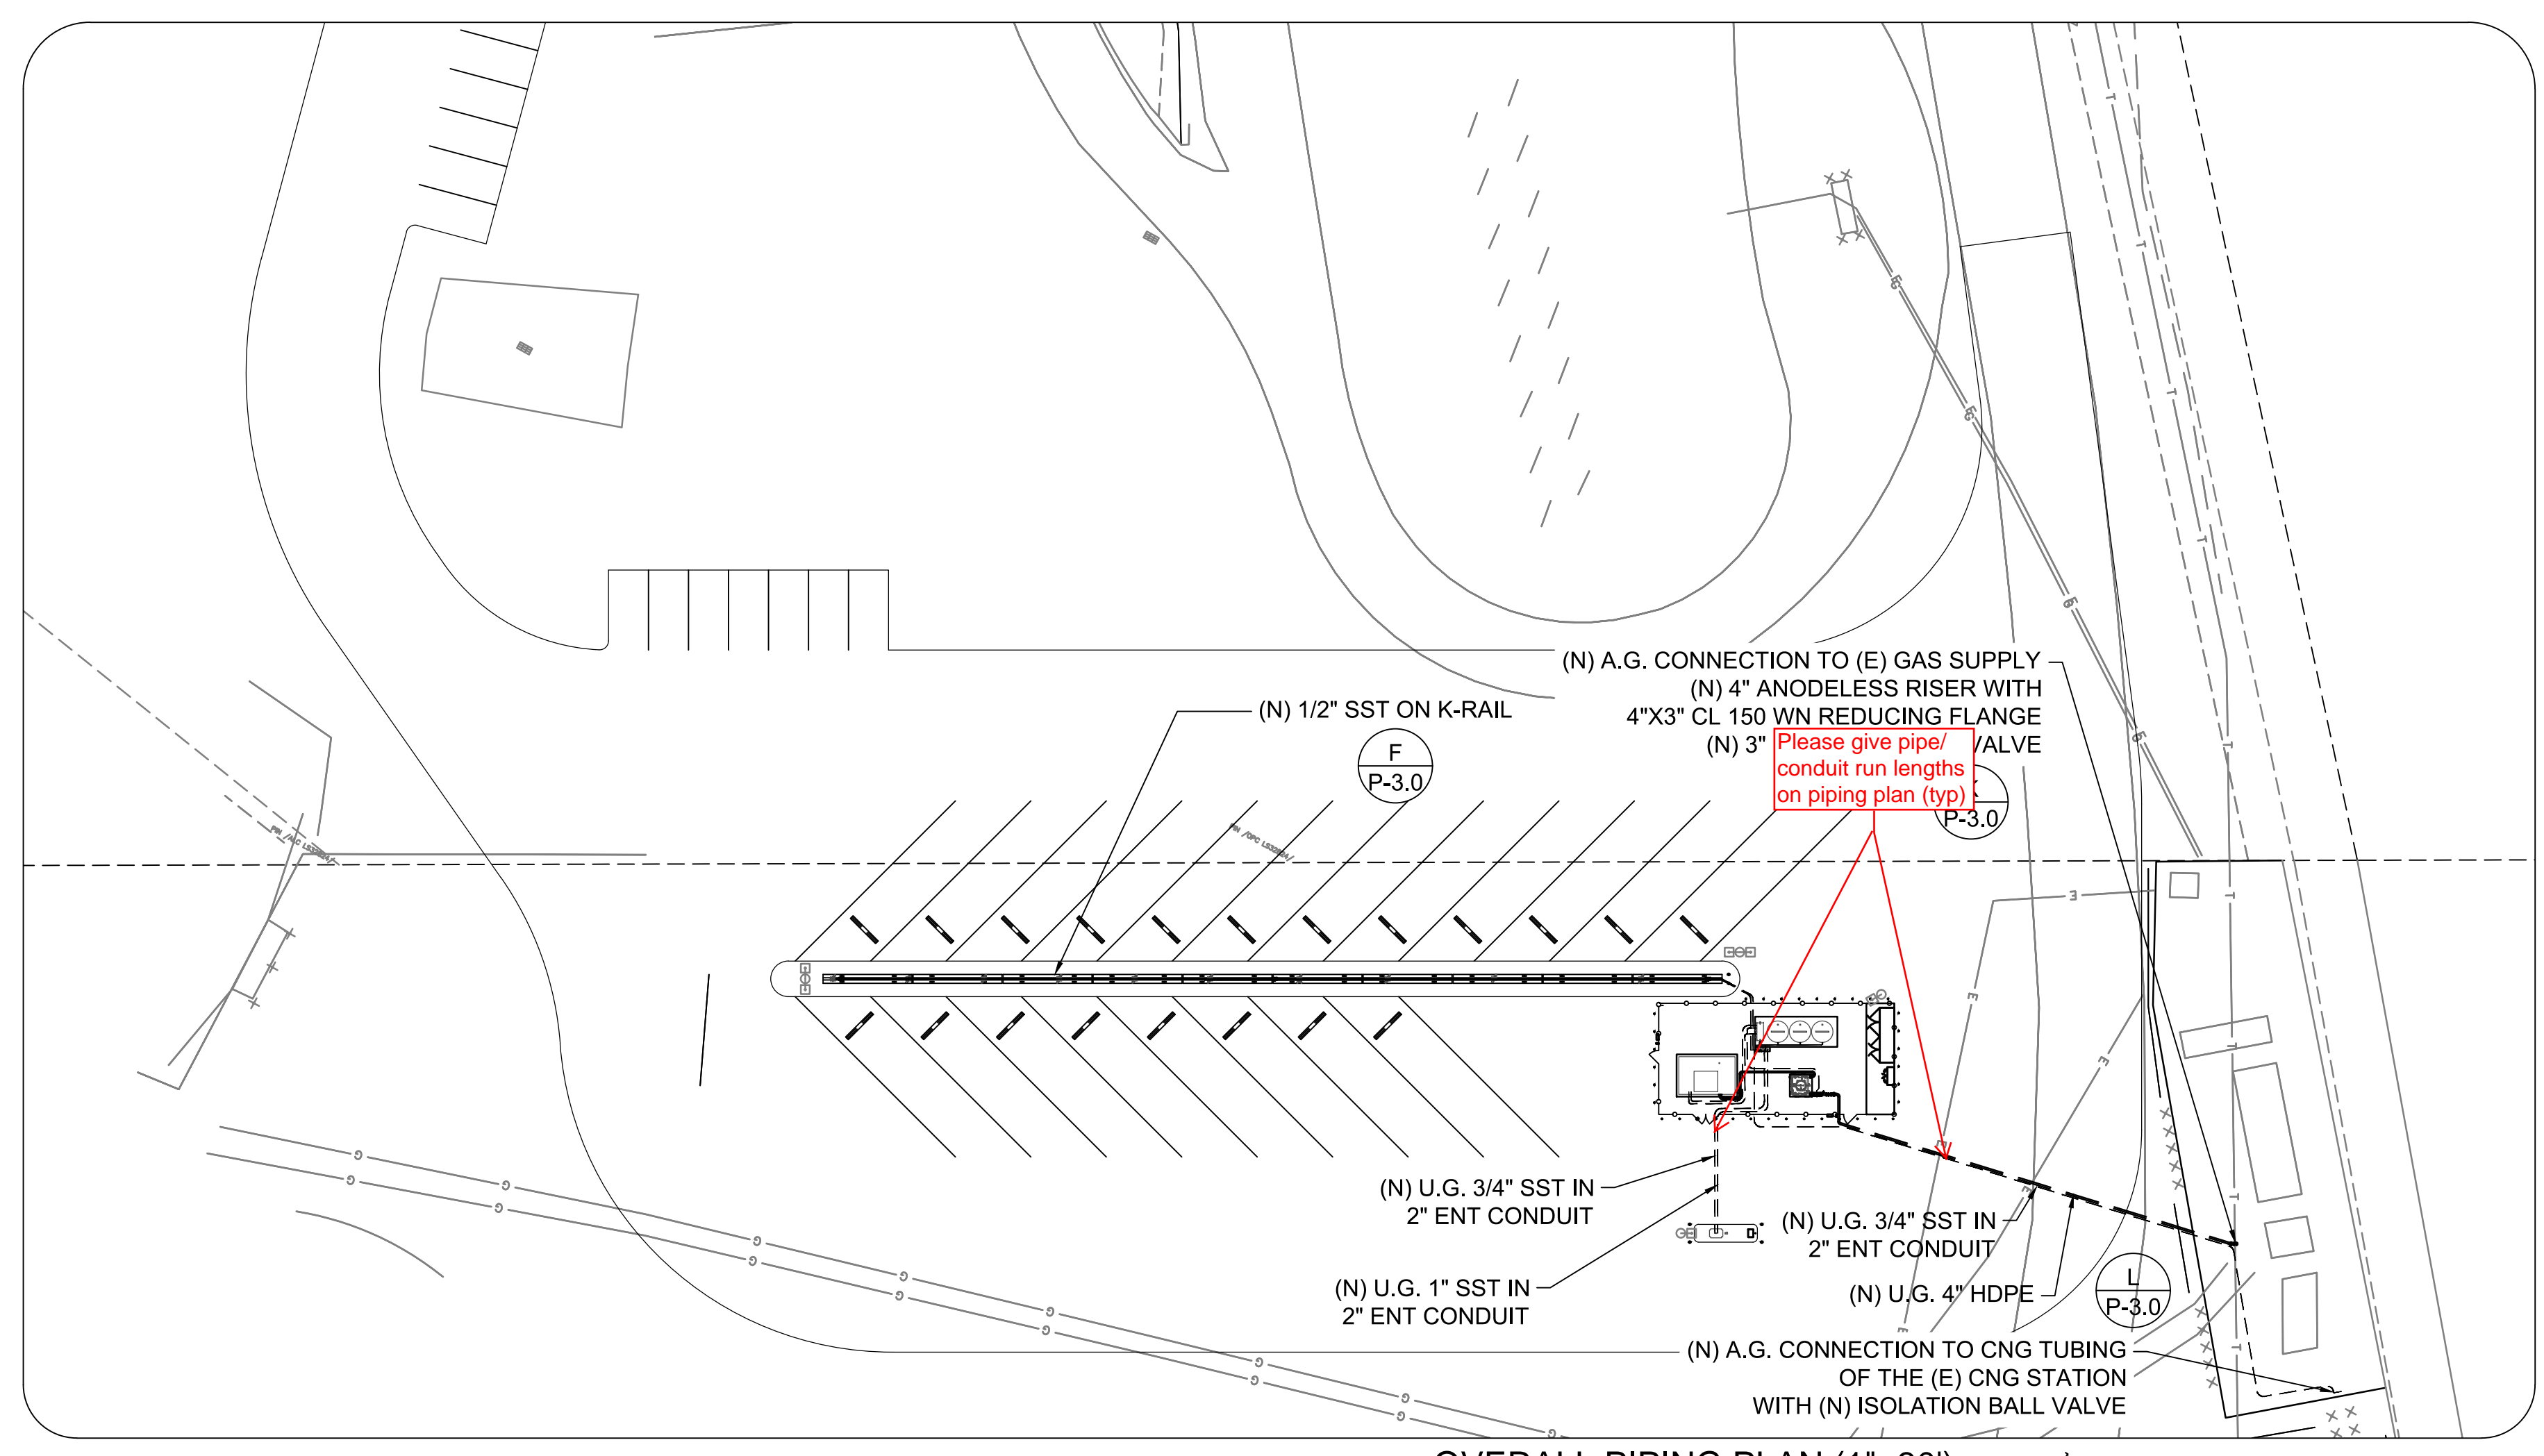 (N) A.G. CONNECTION TO (E) GAS SUPPLY
(N) 4" ANODELESS RISER WITH
4"X3" CL 150 WN REDUCING FLANGE
(N) 3" VALVE
Please give pipe/
conduit run lengths
on piping plan (typ)
P-3.0
(N) 1/2" SST ON K-RAIL
F
P-3.0
(N) U.G. 3/4" SST IN
2" ENT CONDUIT
(N) U.G. 1" SST IN
2" ENT CONDUIT
(N) U.G. 3/4" SST IN
2" ENT CONDUIT
(N) U.G. 4" HDPE
L
P-3.0
(N) A.G. CONNECTION TO CNG TUBING
OF THE (E) CNG STATION
WITH (N) ISOLATION BALL VALVE